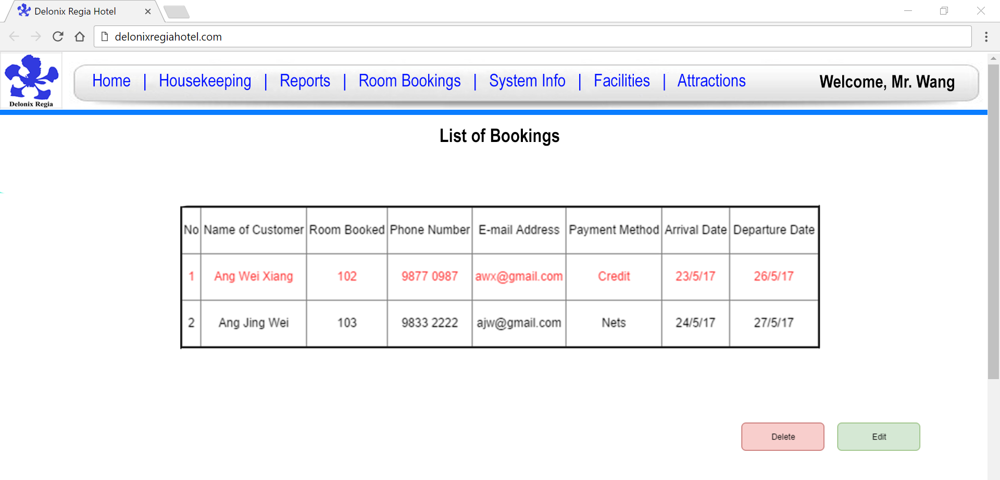 Delonix Regia Hotel
delonixregiahotel.com
Delonix Regia
Home | Housekeeping | Reports | Room Bookings | System Info | Facilities | Attractions
Welcome, Mr. Wang
List of Bookings
No Name of Customer Room Booked Phone Number E-mail Address Payment Method Arrival Date Departure Date
1 Ang Wei Xiang 102 9877 0987 awx@gmail.com Credit 23/5/17 26/5/17
2 Ang Jing Wei 103 9833 2222 ajw@gmail.com Nets 24/5/17 27/5/17
Delete Edit